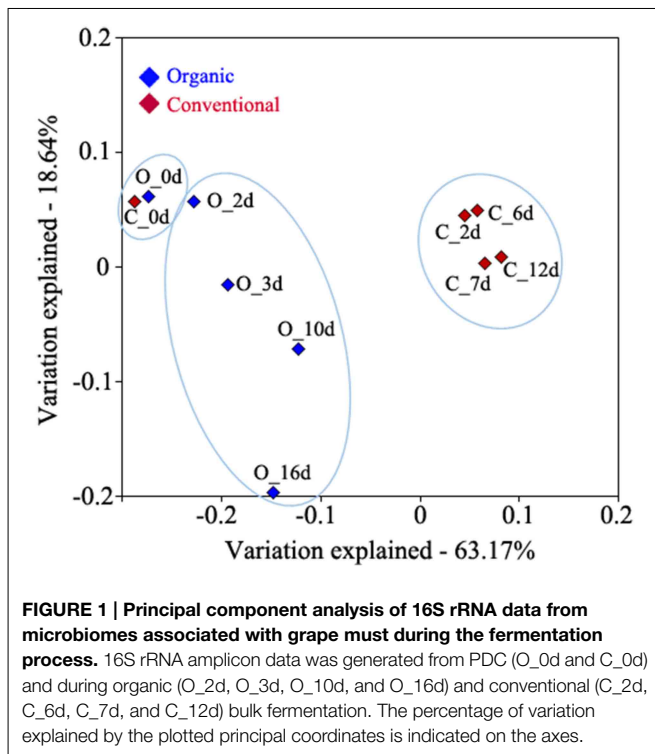 0.2
Organic
Conventional
0.1
O_0d
C_0d
O_2d
C_6d
C_2d
0
O_3d
C_7d
C_12d
O_10d
-0.1
O_16d
-0.2
-0.2
-0.1
0
0.1
0.2
Variation explained - 18.64%
Variation explained - 63.17%
FIGURE 1 | Principal component analysis of 16S rRNA data from
microbiomes associated with grape must during the fermentation
process. 16S rRNA amplicon data was generated from PDC (O_0d and C_0d)
and during organic (O_2d, O_3d, O_10d, and O_16d) and conventional (C_2d,
C_6d, C_7d, and C_12d) bulk fermentation. The percentage of variation
explained by the plotted principal coordinates is indicated on the axes.